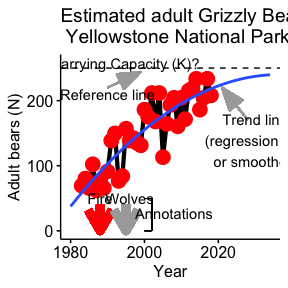 Estimated adult Grizzly Bea
Yellowstone National Park
arrying Capacity (K)?
Reference line
Trend lin
(regression
or smooth
Fire
Wolves
Annotations
0
100
200
1980
2000
2020
Year
Adult bears (N)